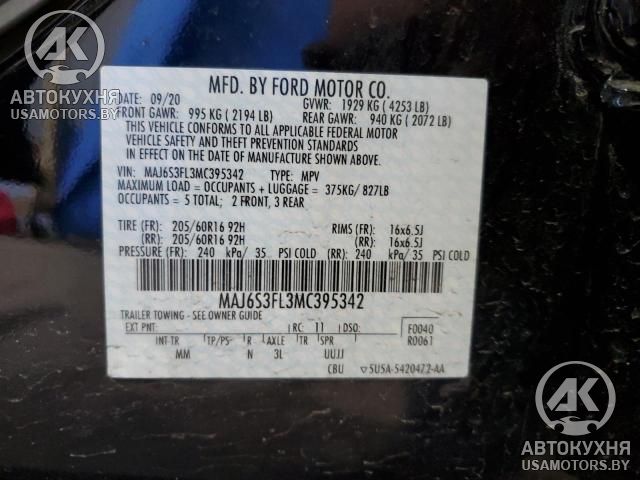 AK
АВТОКУХНЯ
USAMOTORS.BY
MFD. BY FORD MOTOR CO.
DATE: 09/20 GVWR: 1929 KG (4253 LB)
FRONT GAWR: 995 KG (2194 LB) REAR GAWR: 940 KG (2072 LB)
THIS VEHICLE CONFORMS TO ALL APPLICABLE FEDERAL MOTOR
VEHICLE SAFETY AND THEFT PREVENTION STANDARDS
IN EFFECT ON THE DATE OF MANUFACTURE SHOWN ABOVE.
VIN: MAJ6S3FL3MC395342 TYPE: MPV
MAXIMUM LOAD = OCCUPANTS + LUGGAGE = 375KG/ 827LB
OCCUPANTS = 5 TOTAL; 2 FRONT, 3 REAR
TIRE (FR): 205/60R16 92H RIMS (FR): 16x6.5J
(RR): 205/60R16 92H (RR): 16x6.5J
PRESSURE (FR): 240 kPa/ 35 PSI COLD (RR): 240 kPa/ 35 PSI COLD
MAJ6S3FL3MC395342
TRAILER TOWING - SEE OWNER GUIDE
EXT PNT: RC: 11 DSO: F0040
INT TR TP/PS R AXLE TR SPR R0061
MM N 3L UUJJ
CBU 5USA-5420472-AA
AK
АВТОКУХНЯ
USAMOTORS.BY